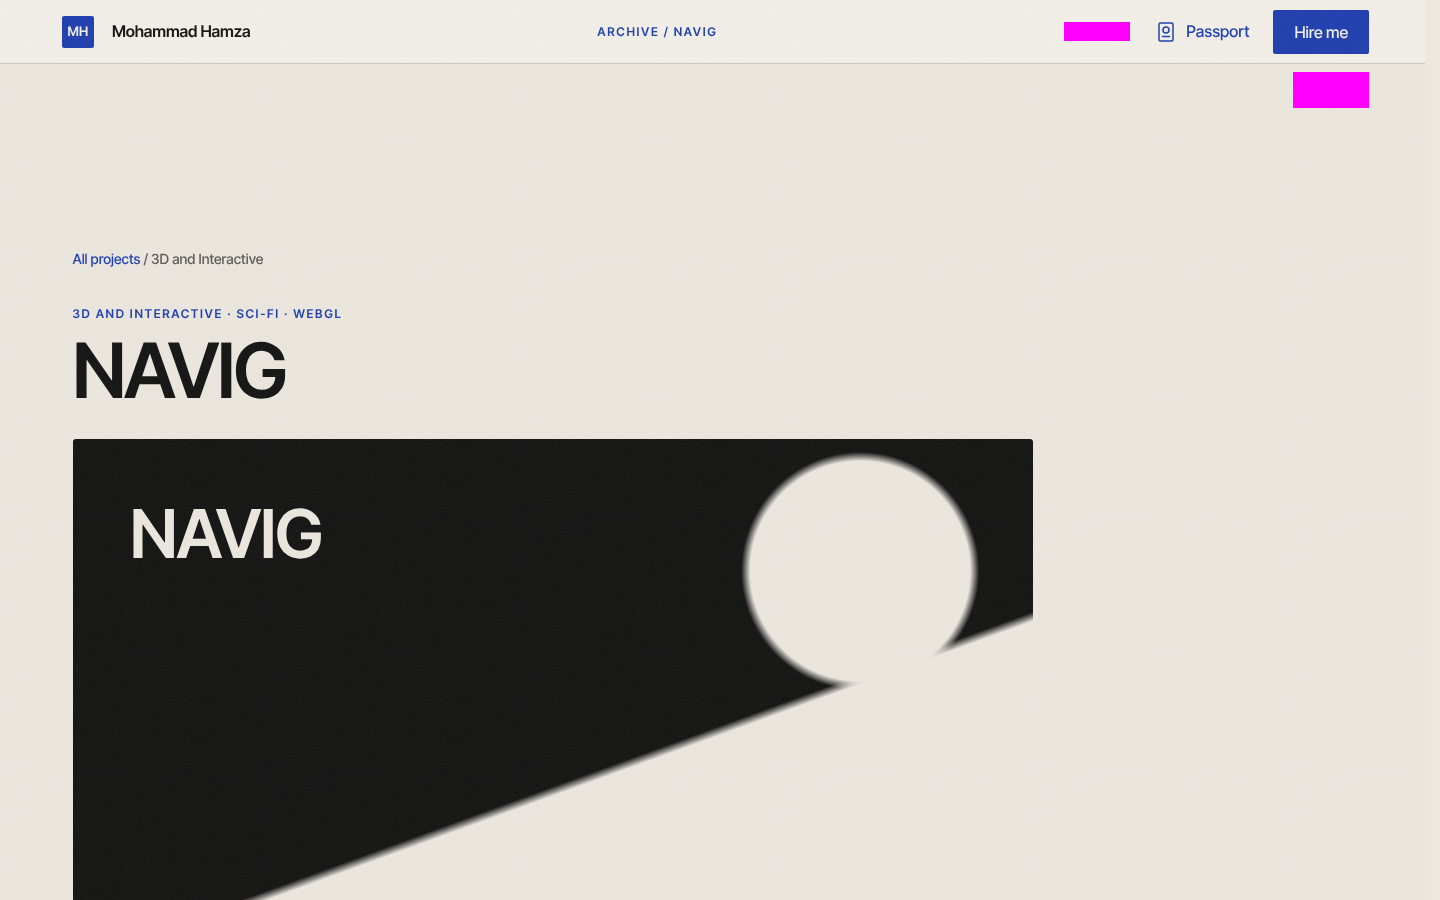 MH
Mohammad Hamza
ARCHIVE / NAVIG
Passport
Hire me
All projects / 3D and Interactive
3D AND INTERACTIVE · SCI-FI · WEBGL
NAVIG
NAVIG